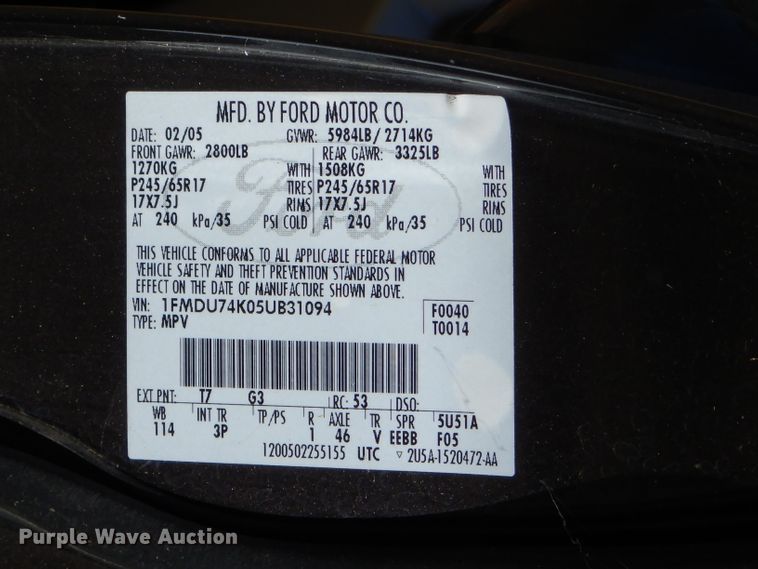 MFD. BY FORD MOTOR CO.
DATE: 02/05 GVWR: 5984LB/ 2714KG
FRONT GAWR: 2800LB REAR GAWR: 3325LB
1270KG WITH 1508KG WITH
P245/65R17 TIRES P245/65R17 TIRES
17X7.5J RIMS 17X7.5J RIMS
AT 240 kPa/35 PSI COLD AT 240 kPa/35 PSI COLD
Ford
THIS VEHICLE CONFORMS TO ALL APPLICABLE FEDERAL MOTOR
VEHICLE SAFETY AND THEFT PREVENTION STANDARDS IN
EFFECT ON THE DATE OF MANUFACTURE SHOWN ABOVE.
VIN: 1FMDU74K05UB31094 F0040
TYPE: MPV T0014
EXT PNT: T7 G3 RC: 53 DSO:
WB INT TR TP/PS R AXLE TR SPR 5U51A
114 3P 1 46 V EEBB F05
1200502255155 UTC ▽ 2U5A-1520472-AA
Purple Wave Auction